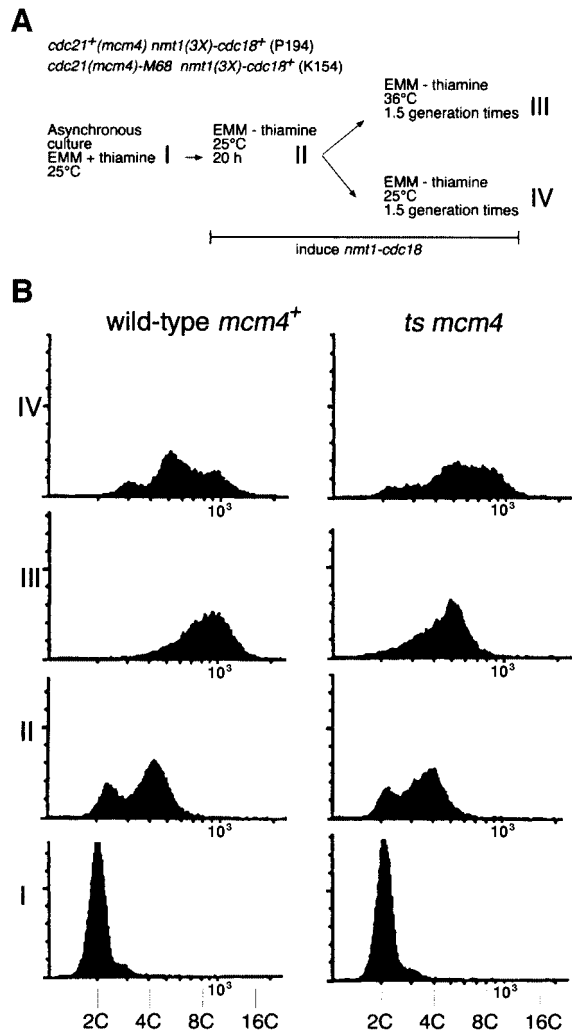 A
cdc21⁺(mcm4) nmt1(3X)-cdc18⁺ (P194)
cdc21(mcm4)-M68 nmt1(3X)-cdc18⁺ (K154)
Asynchronous
culture
EMM + thiamine
25°C
I
EMM - thiamine
25°C
20 h
II
EMM - thiamine
36°C
1.5 generation times
III
EMM - thiamine
25°C
1.5 generation times
IV
induce nmt1-cdc18
B
wild-type mcm4⁺
ts mcm4
IV
10³
10³
III
10³
10³
II
10³
10³
I
10³
2C 4C 8C 16C
2C 4C 8C 16C